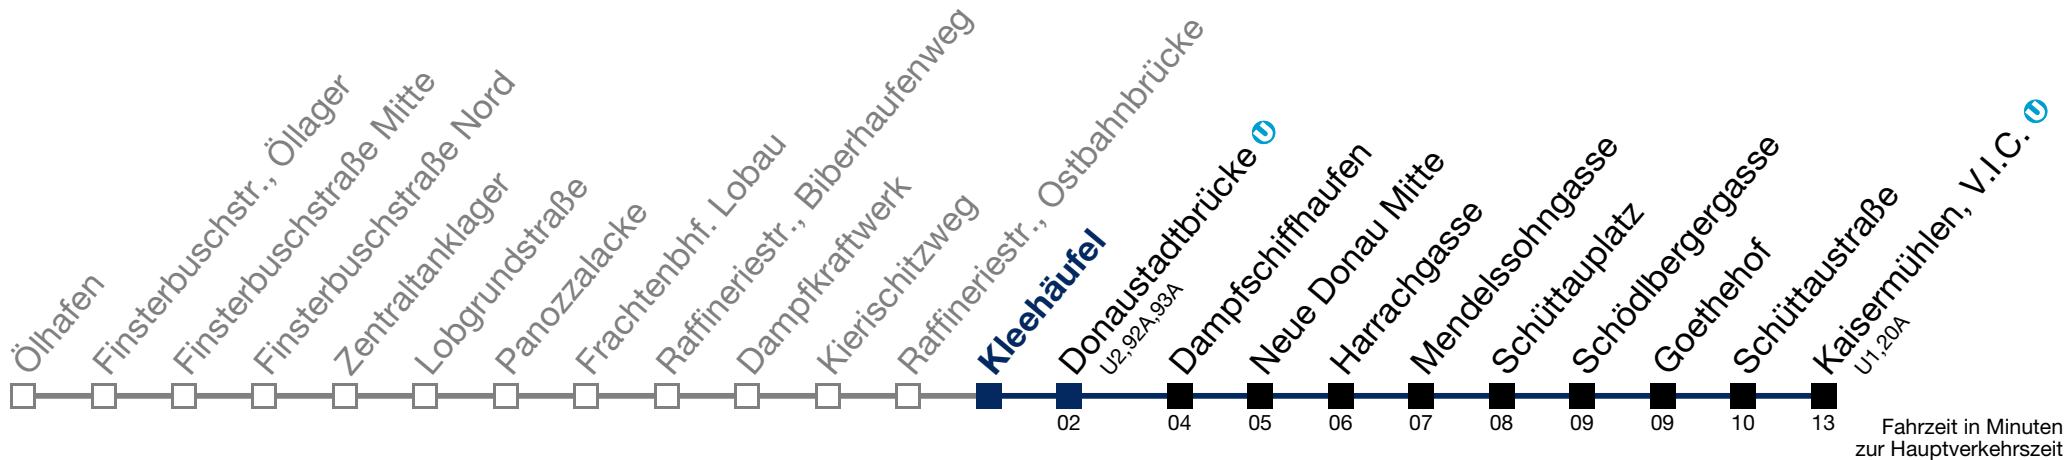 Ölhafen
Finsterbuschstr., Öllager
Finsterbuschstraße Mitte
Finsterbuschstraße Nord
Zentraltanklager
Lobgrundstraße
Panozzalacke
Frachtenbhf. Lobau
Raffineriestr., Biberhaufenweg
Dampfkraftwerk
Kierischitzweg
Raffineriestr., Ostbahnbrücke
Kleehäufel
Donaustadtbrücke U
U2,92A,93A
Dampfschiffhaufen
Neue Donau Mitte
Harrachgasse
Mendelssohngasse
Schüttauplatz
Schödlbergergasse
Goethehof
Schüttaustraße
Kaisermühlen, V.I.C. U
U1,20A
02 04 05 06 07 08 09 09 10 13
Fahrzeit in Minuten
zur Hauptverkehrszeit